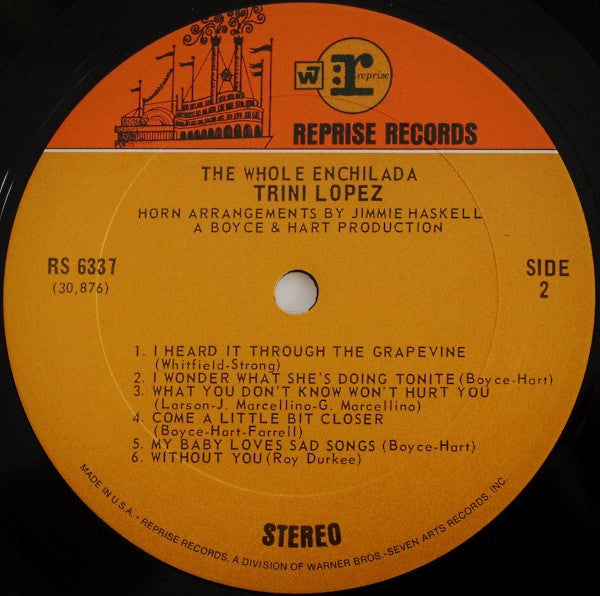 W7
r
reprise
REPRISE RECORDS
THE WHOLE ENCHILADA
TRINI LOPEZ
HORN ARRANGEMENTS BY JIMMIE HASKELL
A BOYCE & HART PRODUCTION
RS 6337
(30,876)
SIDE
2
1. I HEARD IT THROUGH THE GRAPEVINE
(Whitfield-Strong)
2. I WONDER WHAT SHE'S DOING TONITE (Boyce-Hart)
3. WHAT YOU DON'T KNOW WON'T HURT YOU
(Larson-J. Marcellino-G. Marcellino)
4. COME A LITTLE BIT CLOSER
(Boyce-Hart-Farrell)
5. MY BABY LOVES SAD SONGS (Boyce-Hart)
6. WITHOUT YOU (Roy Durkee)
STEREO
MADE IN U.S.A. • REPRISE RECORDS, A DIVISION OF WARNER BROS.-SEVEN ARTS RECORDS, INC.